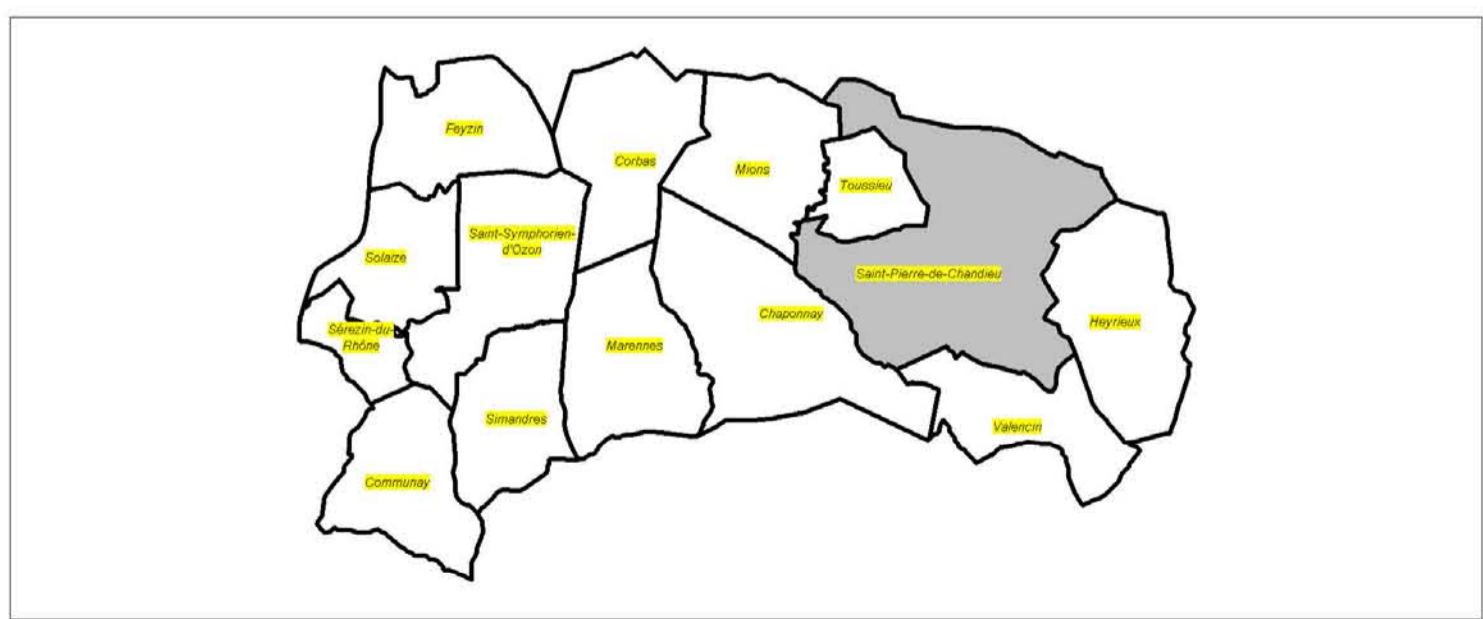 Feyzin
Corbas
Mions
Toussieu
Saint-Symphorien-
d'Ozon
Solaize
Saint-Pierre-de-Chandieu
Chaponnay
Heyrieux
Sérezin-du-
Rhône
Marennes
Simandres
Valencin
Communay